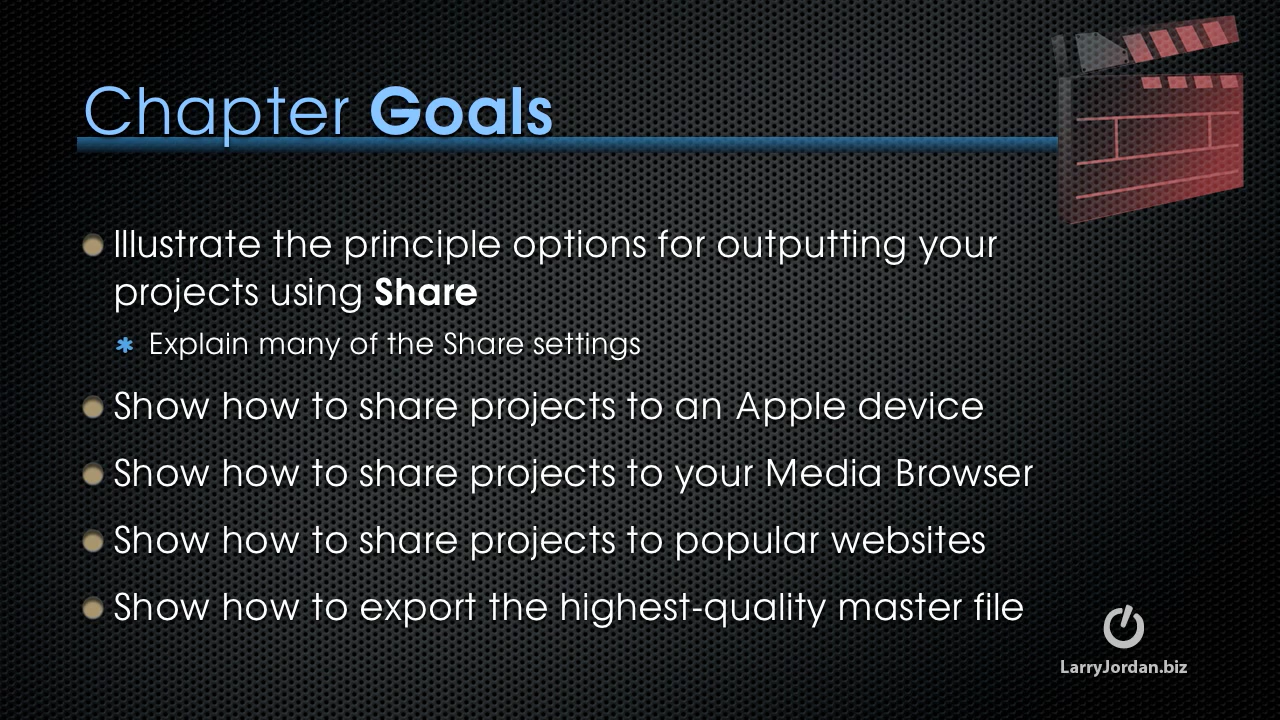 Chapter Goals
Illustrate the principle options for outputting your
projects using Share
Explain many of the Share settings
Show how to share projects to an Apple device
Show how to share projects to your Media Browser
Show how to share projects to popular websites
Show how to export the highest-quality master file
LarryJordan.biz